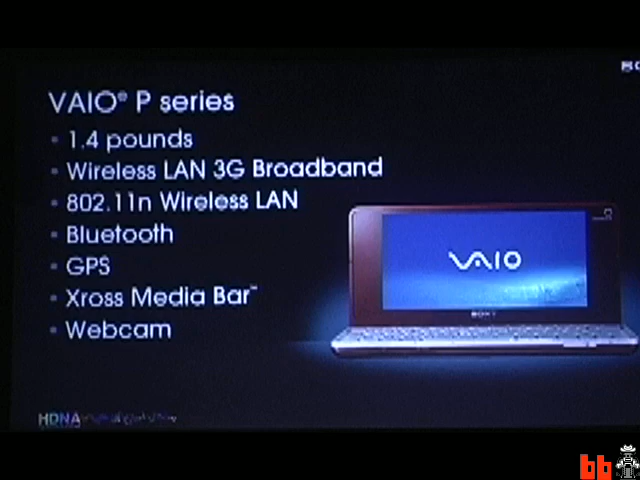 VAIO® P series
• 1.4 pounds
• Wireless LAN 3G Broadband
• 802.11n Wireless LAN
• Bluetooth
• GPS
• Xross Media Bar™
• Webcam
VAIO
SONY
HDNA
bb